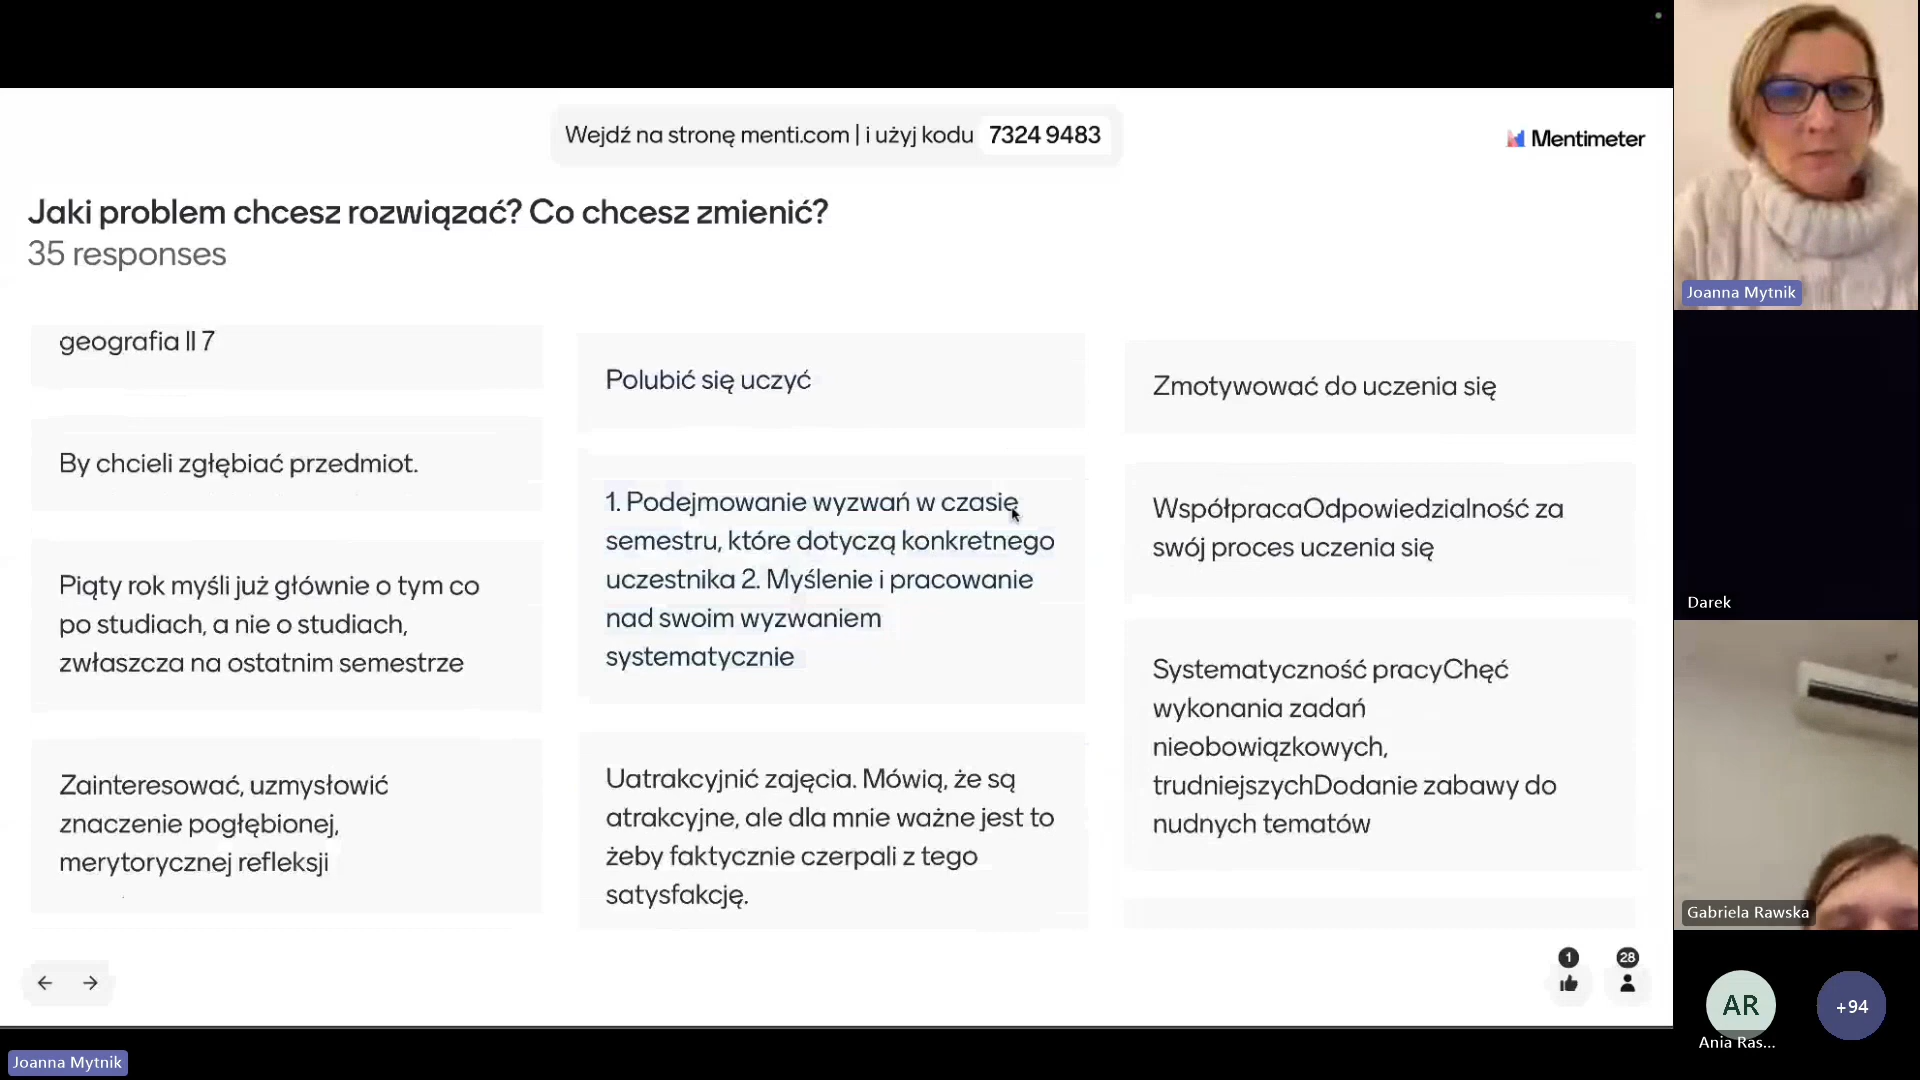 Wejdź na stronę menti.com | i użyj kodu 7324 9483
Mentimeter
Jaki problem chcesz rozwiązać? Co chcesz zmienić?
35 responses
geografia II 7
By chcieli zgłębiać przedmiot.
Piąty rok myśli już głównie o tym co
po studiach, a nie o studiach,
zwłaszcza na ostatnim semestrze
Zainteresować, uzmysłowić
znaczenie pogłębionej,
merytorycznej refleksji
Polubić się uczyć
1. Podejmowanie wyzwań w czasie
semestru, które dotyczą konkretnego
uczestnika 2. Myślenie i pracowanie
nad swoim wyzwaniem
systematycznie
Uatrakcyjnić zajęcia. Mówią, że są
atrakcyjne, ale dla mnie ważne jest to
żeby faktycznie czerpali z tego
satysfakcję.
Zmotywować do uczenia się
WspółpracaOdpowiedzialność za
swój proces uczenia się
Systematyczność pracyChęć
wykonania zadań
nieobowiązkowych,
trudniejszychDodanie zabawy do
nudnych tematów
1
28
Joanna Mytnik
Darek
Gabriela Rawska
AR
Ania Ras...
+94
Joanna Mytnik